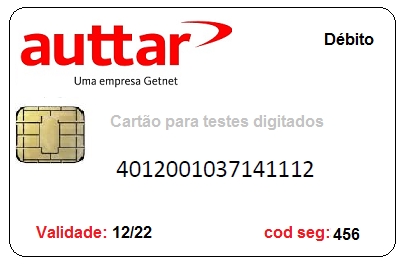 auttar
Débito
Uma empresa Getnet
Cartão para testes digitados
4012001037141112
Validade: 12/22 cod seg: 456